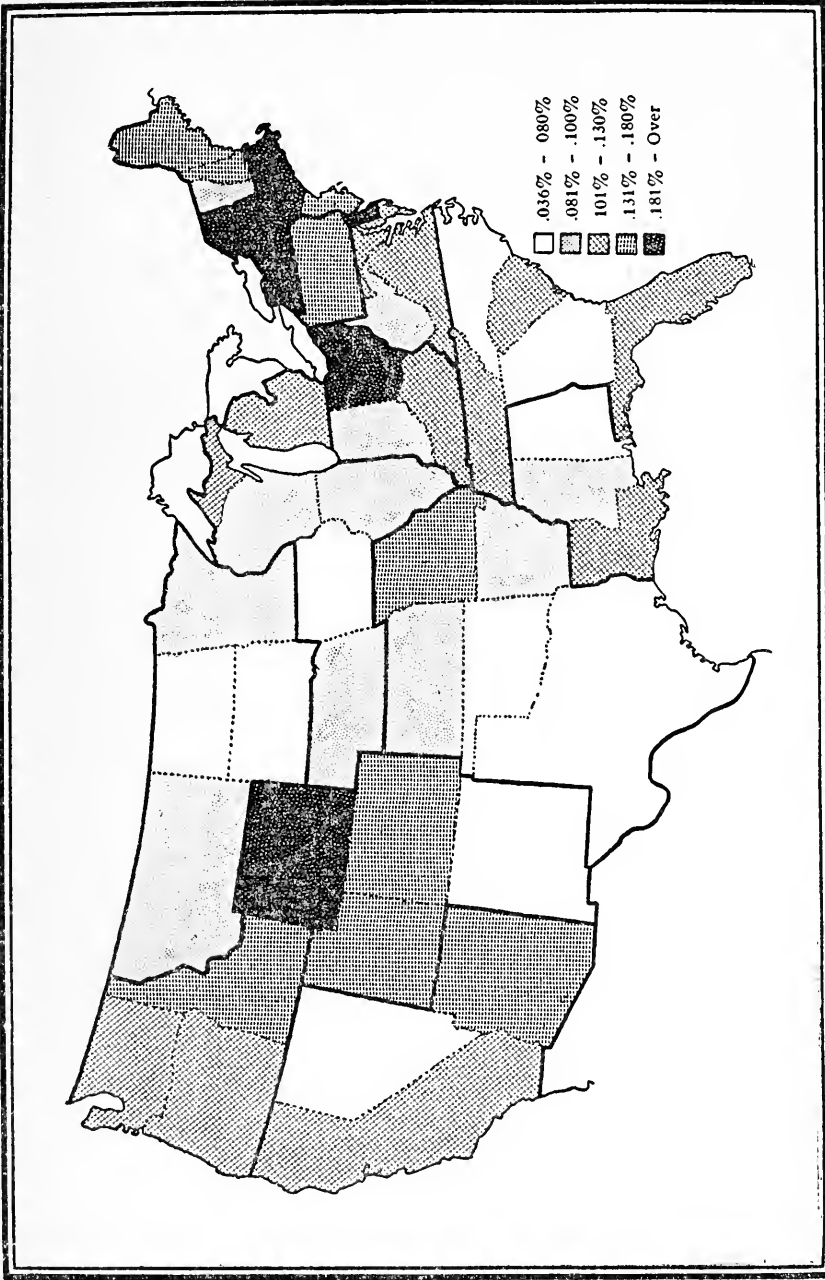 .036% - .080%
.081% - .100%
101% - .130%
.131% - .180%
.181% - Over